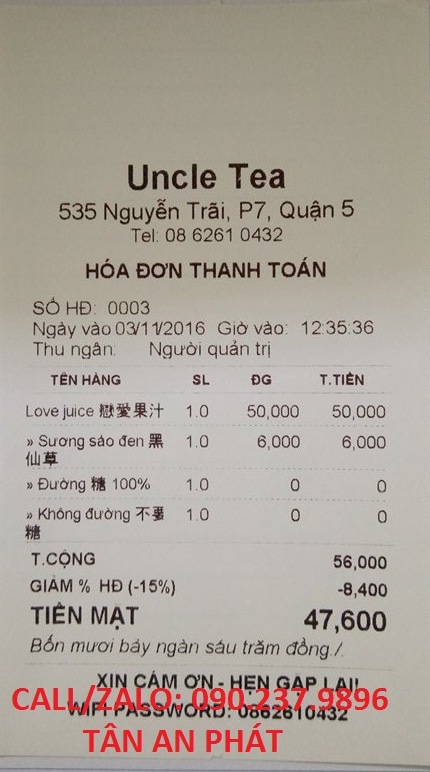 Uncle Tea
535 Nguyễn Trãi, P7, Quận 5
Tel: 08 6261 0432
HÓA ĐƠN THANH TOÁN
SỐ HĐ: 0003
Ngày vào 03/11/2016 Giờ vào: 12:35:36
Thu ngân: Người quản trị
TÊN HÀNG SL ĐG T.TIỀN
Love juice 戀愛果汁 1.0 50,000 50,000
» Sương sáo đen 黑 1.0 6,000 6,000
仙草
» Đường 糖 100% 1.0 0 0
» Không đường 不要 1.0 0 0
糖
T.CỘNG 56,000
GIẢM % HĐ (-15%) -8,400
TIỀN MẶT 47,600
Bốn mươi bảy ngàn sáu trăm đồng./.
XIN CẢM ƠN - HẸN GẶP LẠI!
CALL/ZALO: 090.237.9896
WIFI PASSWORD: 0862610432
TÂN AN PHÁT